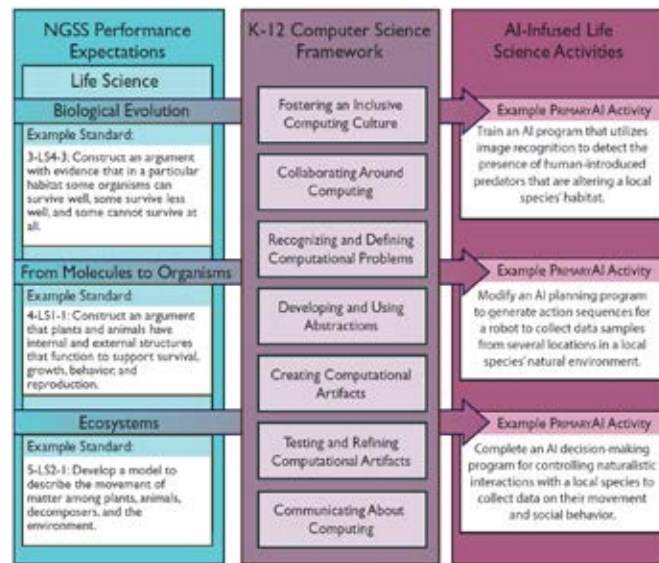 NGSS Performance
Expectations
Life Science
Biological Evolution
Example Standard:
3-LS4-3: Construct an argument
with evidence that in a particular
habitat some organisms can
survive well, some survive less
well, and some cannot survive at
all.
From Molecules to Organisms
Example Standard:
4-LS1-1: Construct an argument
that plants and animals have
internal and external structures
that function to support survival,
growth, behavior, and
reproduction.
Ecosystems
Example Standard:
5-LS2-1: Develop a model to
describe the movement of
matter among plants, animals,
decomposers, and the
environment.
K-12 Computer Science
Framework
Fostering an Inclusive
Computing Culture
Collaborating Around
Computing
Recognizing and Defining
Computational Problems
Developing and Using
Abstractions
Creating Computational
Artifacts
Testing and Refining
Computational Artifacts
Communicating About
Computing
AI-Infused Life
Science Activities
Example PRIMARYAI Activity
Train an AI program that utilizes
image recognition to detect the
presence of human-introduced
predators that are altering a local
species' habitat.
Example PRIMARYAI Activity
Modify an AI planning program
to generate action sequences for
a robot to collect data samples
from several locations in a local
species' natural environment.
Example PRIMARYAI Activity
Complete an AI decision-making
program for controlling naturalistic
interactions with a local species to
collect data on their movement
and social behavior.